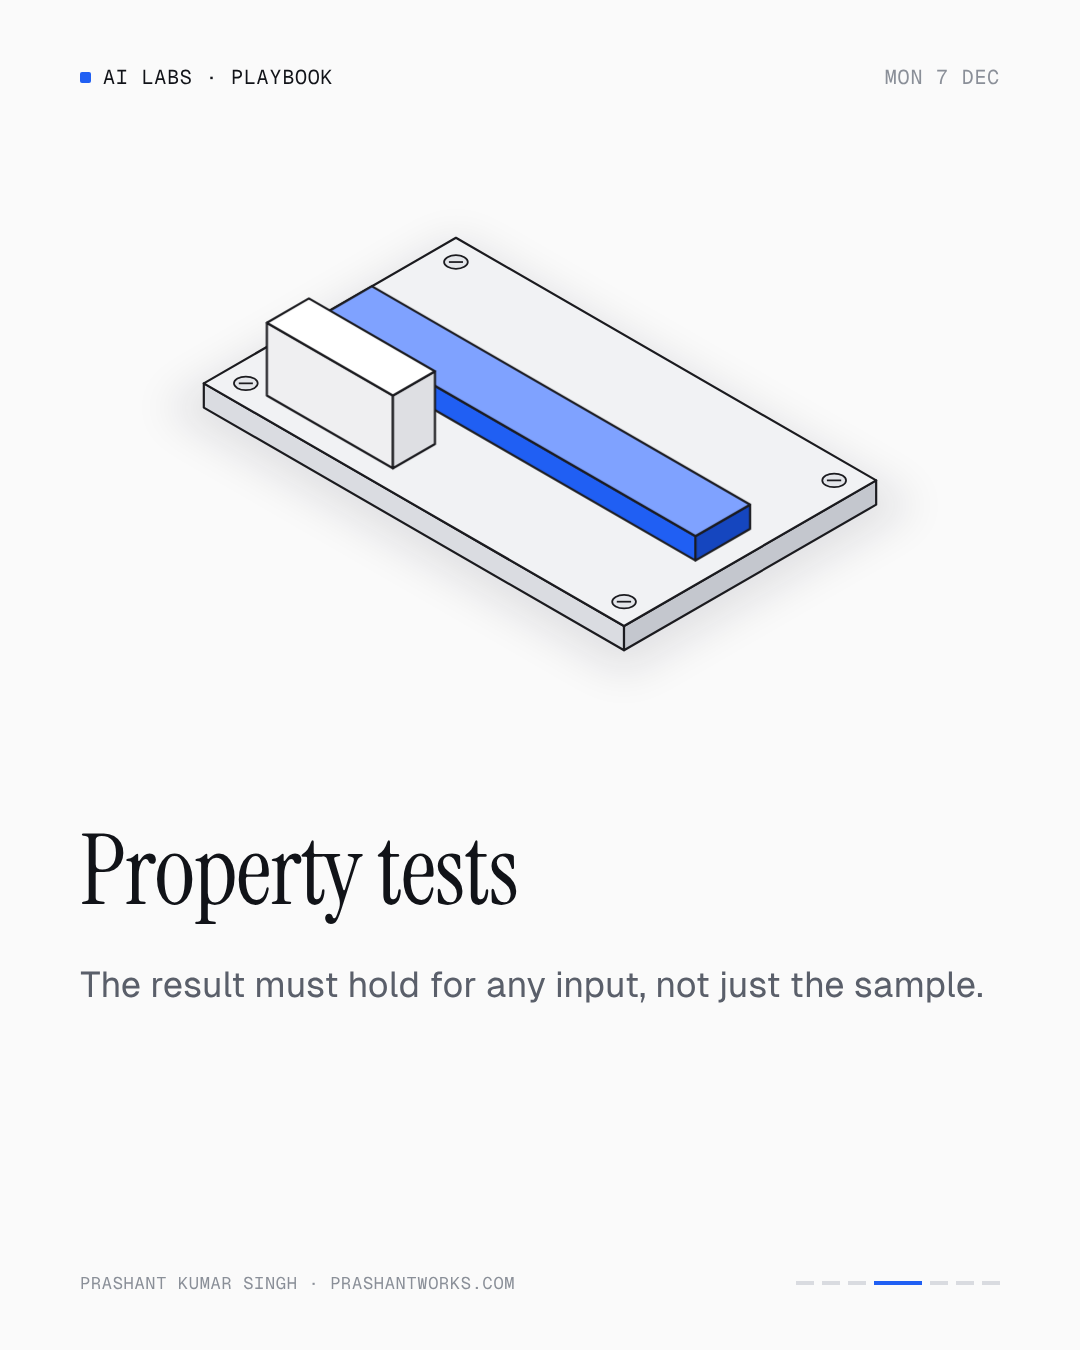 AI LABS · PLAYBOOK
MON 7 DEC
Property tests
The result must hold for any input, not just the sample.
PRASHANT KUMAR SINGH · PRASHANTWORKS.COM